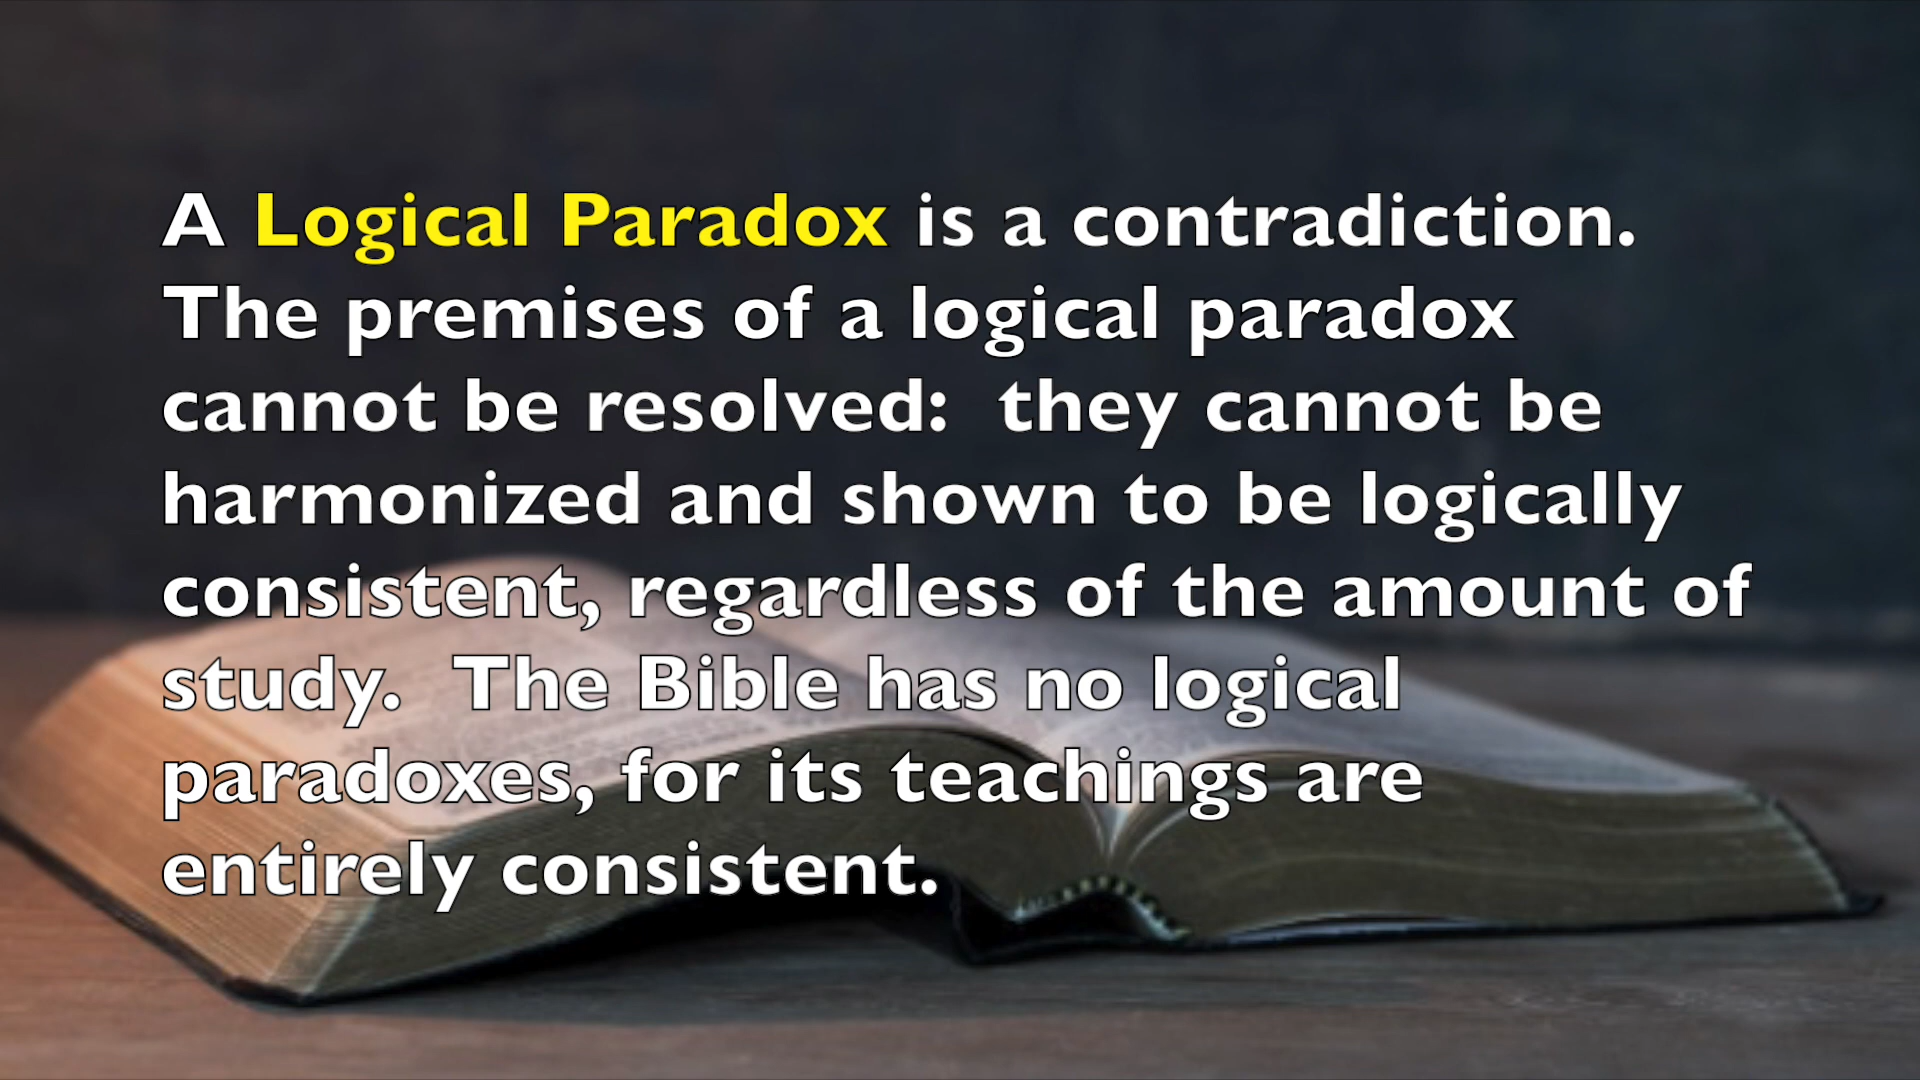 A Logical Paradox is a contradiction.
The premises of a logical paradox
cannot be resolved:  they cannot be
harmonized and shown to be logically
consistent, regardless of the amount of
study.  The Bible has no logical
paradoxes, for its teachings are
entirely consistent.